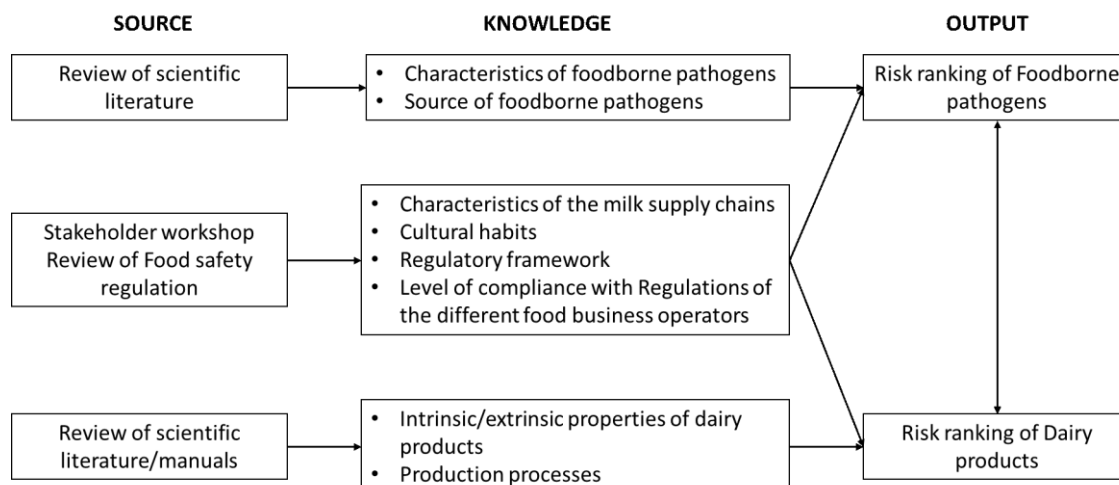 SOURCE
KNOWLEDGE
OUTPUT
Review of scientific
literature
• Characteristics of foodborne pathogens
• Source of foodborne pathogens
Risk ranking of Foodborne
pathogens
Stakeholder workshop
Review of Food safety
regulation
• Characteristics of the milk supply chains
• Cultural habits
• Regulatory framework
• Level of compliance with Regulations of
the different food business operators
Review of scientific
literature/manuals
• Intrinsic/extrinsic properties of dairy
products
• Production processes
Risk ranking of Dairy
products